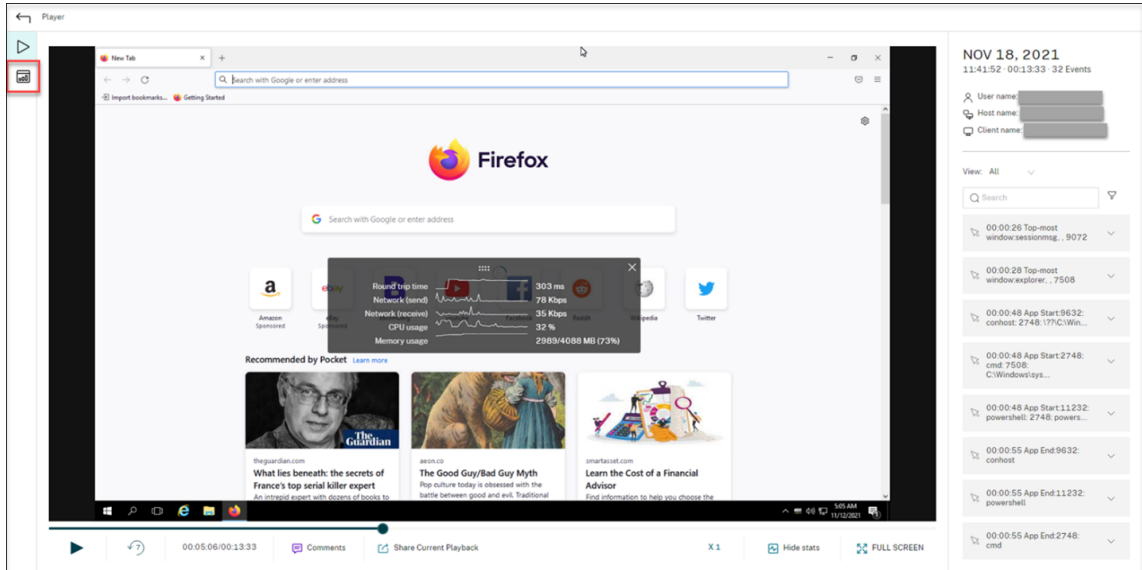 Player
New Tab
Search with Google or enter address
Import bookmarks...
Getting Started
Firefox
Search with Google or enter address
Round trip time 303 ms
Network (send) 78 Kbps
Network (receive) 35 Kbps
CPU usage 32 %
Memory usage 2989/4088 MB (73%)
Amazon
Sponsored
eBay
Twitter
Recommended by Pocket Learn more
The Guardian
theguardian.com
What lies beneath: the secrets of
France's top serial killer expert
An intrepid expert with dozens of books to
aeon.co
The Good Guy/Bad Guy Myth
Pop culture today is obsessed with the
battle between good and evil. Traditional
smartasset.com
Learn the Cost of a Financial
Advisor
Find information to help you choose the
5:05 AM
11/12/2021
00:05:06/00:13:33
Comments
Share Current Playback
X 1
Hide stats
FULL SCREEN
NOV 18, 2021
11:41:52 · 00:13:33 · 32 Events
User name:
Host name:
Client name:
View: All
Search
00:00:26 Top-most
window:sessionmsg, , 9072
00:00:28 Top-most
window:explorer, , 7508
00:00:48 App Start:9632:
conhost: 2748: \??\C:\Win...
00:00:48 App Start:2748:
cmd: 7508:
C:\Windows\sys...
00:00:48 App Start:11232:
powershell: 2748: powers...
00:00:55 App End:9632:
conhost
00:00:55 App End:11232:
powershell
00:00:55 App End:2748:
cmd